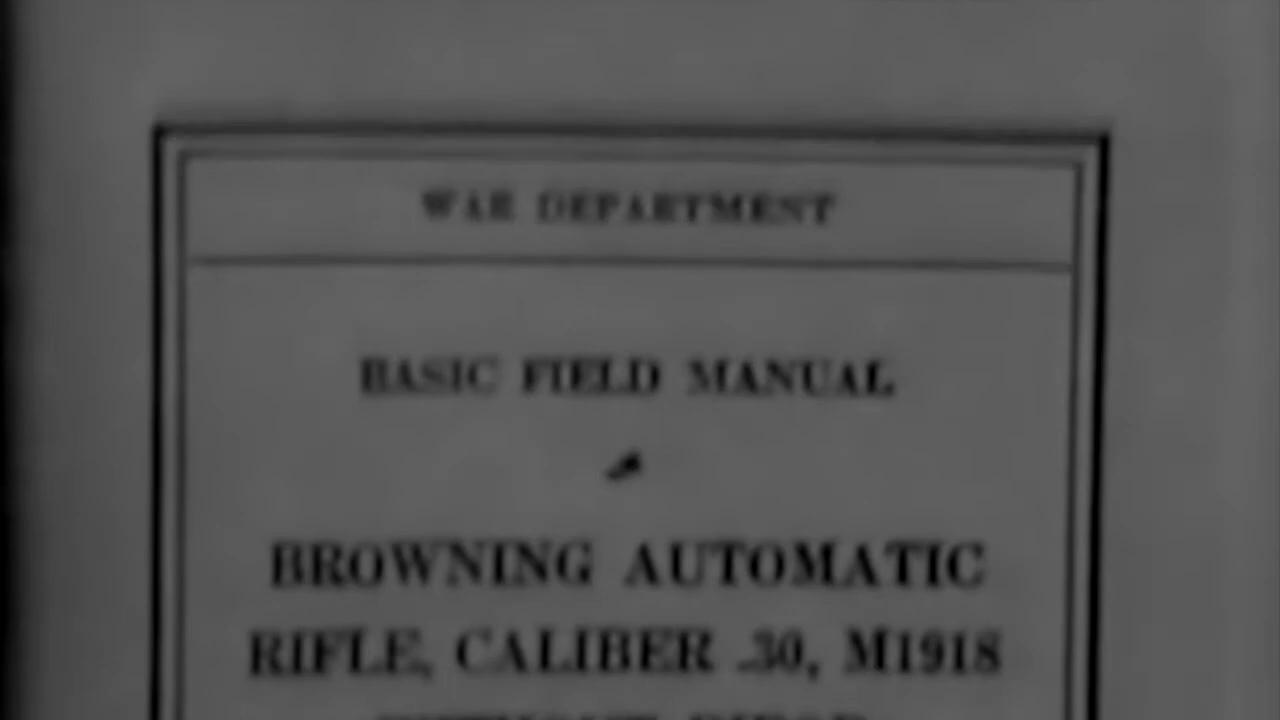 WAR DEPARTMENT
BASIC FIELD MANUAL
BROWNING AUTOMATIC
RIFLE, CALIBER .30, M1918